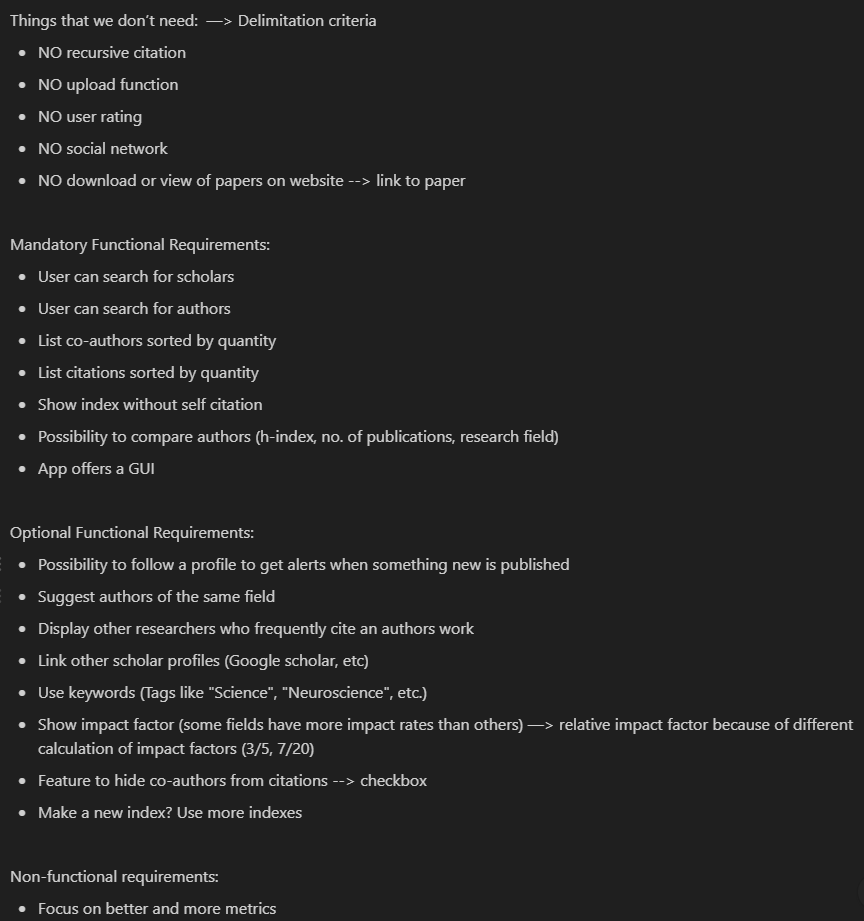 Things that we don't need: —> Delimitation criteria
• NO recursive citation
• NO upload function
• NO user rating
• NO social network
• NO download or view of papers on website --> link to paper
Mandatory Functional Requirements:
• User can search for scholars
• User can search for authors
• List co-authors sorted by quantity
• List citations sorted by quantity
• Show index without self citation
• Possibility to compare authors (h-index, no. of publications, research field)
• App offers a GUI
Optional Functional Requirements:
• Possibility to follow a profile to get alerts when something new is published
• Suggest authors of the same field
• Display other researchers who frequently cite an authors work
• Link other scholar profiles (Google scholar, etc)
• Use keywords (Tags like "Science", "Neuroscience", etc.)
• Show impact factor (some fields have more impact rates than others) —> relative impact factor because of different
calculation of impact factors (3/5, 7/20)
• Feature to hide co-authors from citations --> checkbox
• Make a new index? Use more indexes
Non-functional requirements:
• Focus on better and more metrics